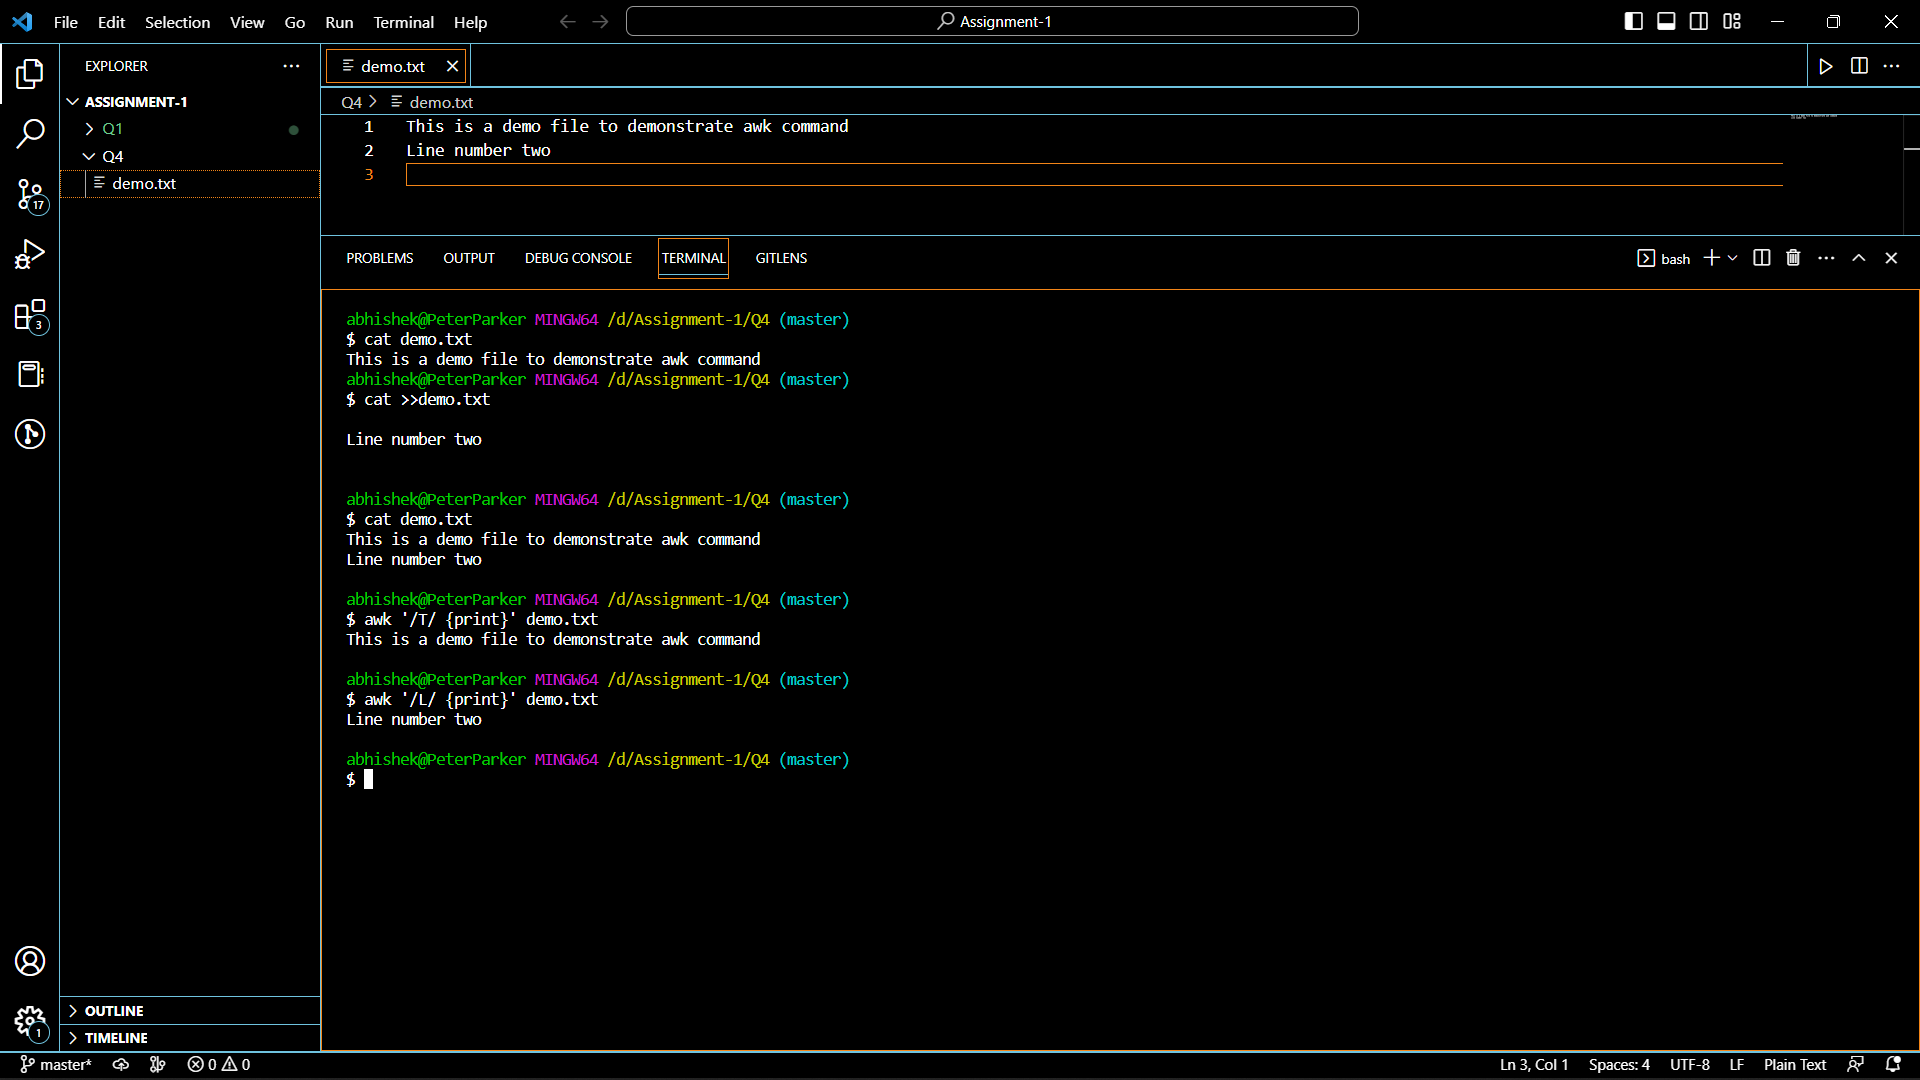 File Edit Selection View Go Run Terminal Help
Assignment-1
EXPLORER
ASSIGNMENT-1
Q1
Q4
demo.txt
17
3
1
OUTLINE
TIMELINE
demo.txt
Q4 > demo.txt
1 This is a demo file to demonstrate awk command
2 Line number two
3
PROBLEMS OUTPUT DEBUG CONSOLE TERMINAL GITLENS
bash
abhishek@PeterParker MINGW64 /d/Assignment-1/Q4 (master)
$ cat demo.txt
This is a demo file to demonstrate awk command
abhishek@PeterParker MINGW64 /d/Assignment-1/Q4 (master)
$ cat >>demo.txt
Line number two
abhishek@PeterParker MINGW64 /d/Assignment-1/Q4 (master)
$ cat demo.txt
This is a demo file to demonstrate awk command
Line number two
abhishek@PeterParker MINGW64 /d/Assignment-1/Q4 (master)
$ awk '/T/ {print}' demo.txt
This is a demo file to demonstrate awk command
abhishek@PeterParker MINGW64 /d/Assignment-1/Q4 (master)
$ awk '/L/ {print}' demo.txt
Line number two
abhishek@PeterParker MINGW64 /d/Assignment-1/Q4 (master)
$
master* 0 0 Ln 3, Col 1 Spaces: 4 UTF-8 LF Plain Text